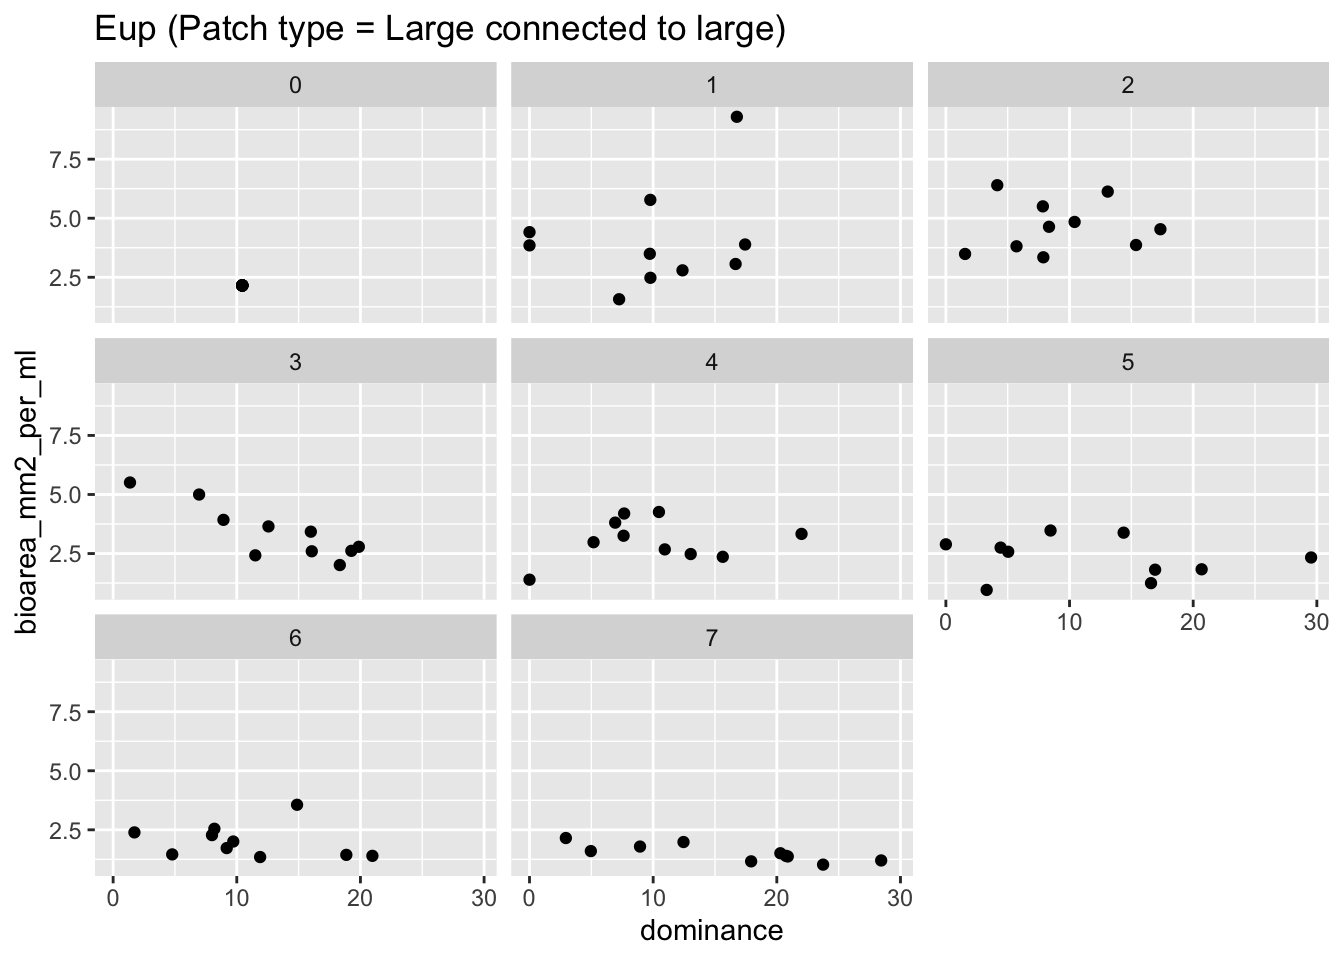 Eup (Patch type = Large connected to large)
0 1 2
7.5
5.0
2.5
3 4 5
7.5
5.0
2.5
0 10 20 30
6 7
7.5
5.0
2.5
0 10 20 30 0 10 20 30
dominance
bioarea_mm2_per_ml